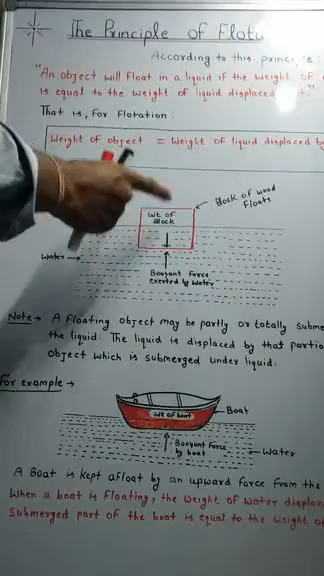 The Principle of
According to this
"An object will float in a liquid if the weight of
is equal to the weight of liquid displaced
That is, for flotation:
Weight of object = Weight of liquid displaced by
Block of wood
Floats
Wt of
Block
Water →
Buoyant Force
exerted by water
Note → A floating object may be partly or totally
the liquid. The liquid is displaced by that
object which is submerged under liquid.
For example →
Wt of boat
Boat
Buoyant Force
by boat
Water
A Boat is kept afloat by an upward force from the
When a boat is floating, the weight of water
Submerged part of the boat is equal to the weight